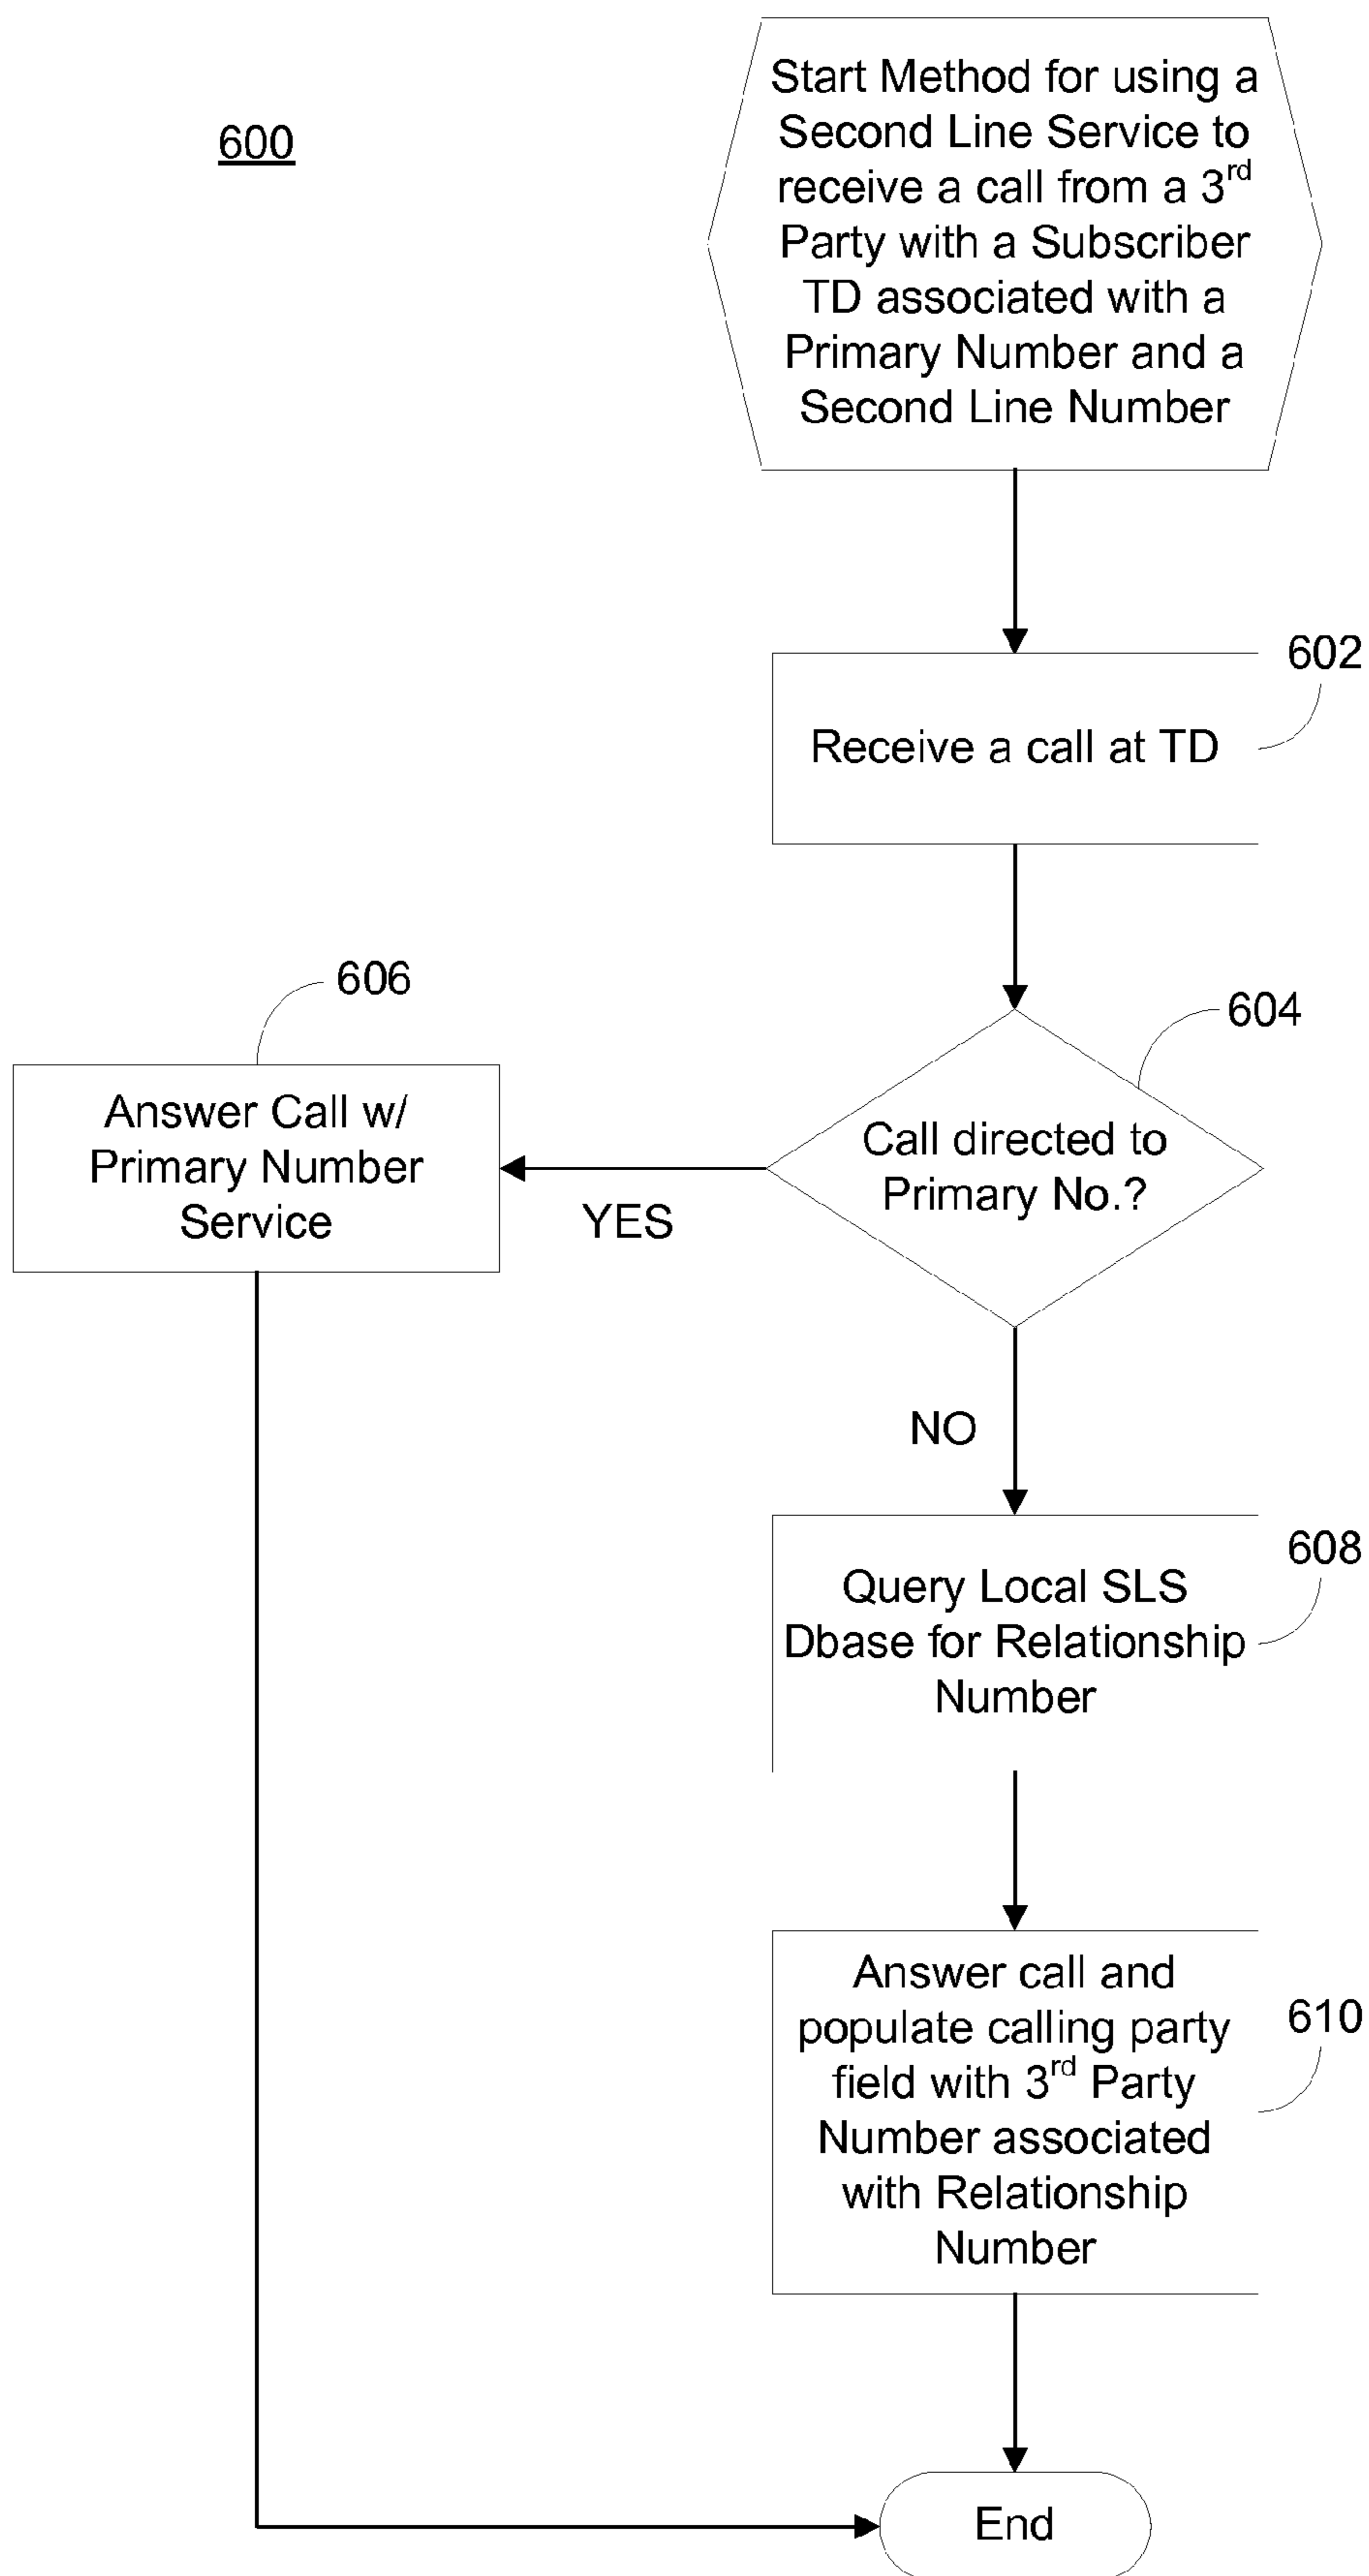 600
Start Method for using a
Second Line Service to
receive a call from a 3rd
Party with a Subscriber
TD associated with a
Primary Number and a
Second Line Number
602
Receive a call at TD
606
604
Answer Call w/
Primary Number
Service
Call directed to
Primary No.?
YES
NO
608
Query Local SLS
Dbase for Relationship
Number
Answer call and
populate calling party
field with 3rd Party
Number associated
with Relationship
Number
610
End